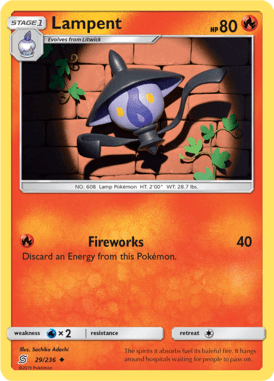 STAGE 1 Lampent HP 80
Evolves from Litwick
NO. 608 Lamp Pokémon HT. 2'00" WT. 28.7 lbs.
Fireworks 40
Discard an Energy from this Pokémon.
Illus. Sachiko Adachi
weakness ×2 resistance retreat
The spirits it absorbs fuel its baleful fire. It hangs
around hospitals waiting for people to pass on.
29/236
©2019 Pokémon